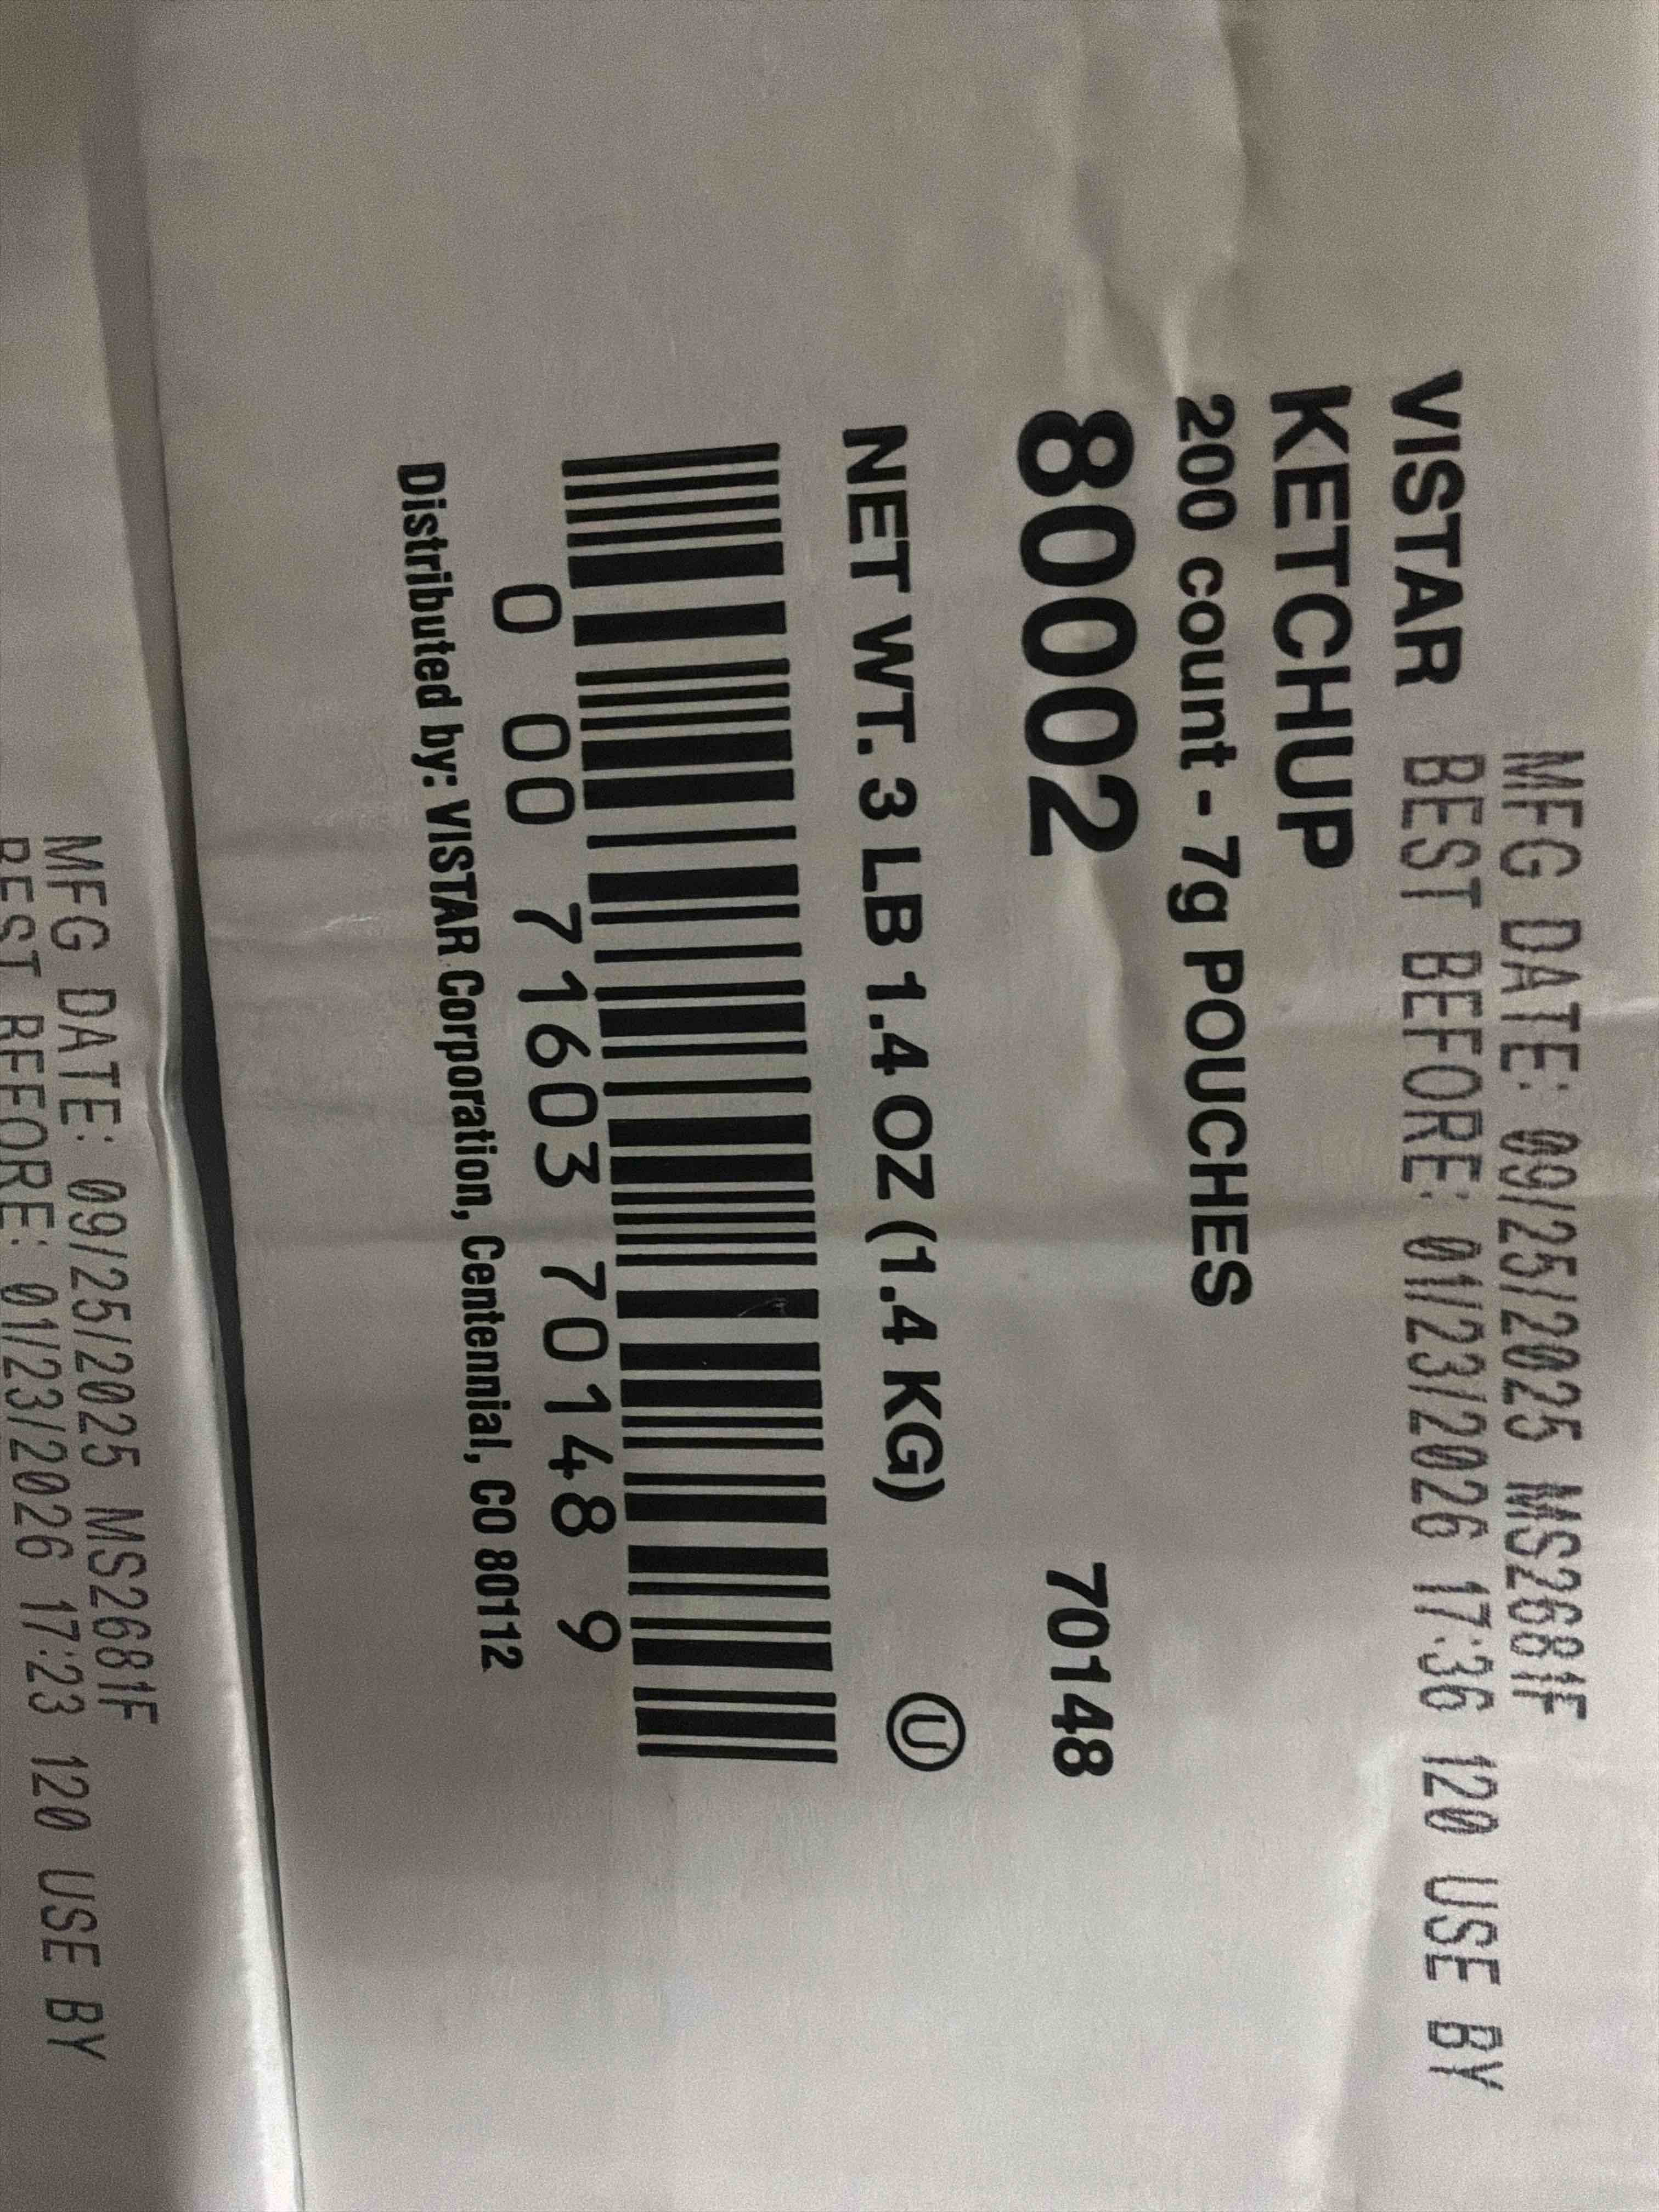 MFG DATE: 09/25/2025 MS2681F
VISTAR BEST BEFORE: 01/23/2026 17:36 120 USE BY
KETCHUP
200 count - 7g POUCHES
80002 70148
NET WT. 3 LB 1.4 OZ (1.4 KG) U
0 00 71603 70148 9
Distributed by: VISTAR Corporation, Centennial, CO 80112
MFG DATE: 09/25/2025 MS2681F
BEST BEFORE: 01/23/2026 17:23 120 USE BY